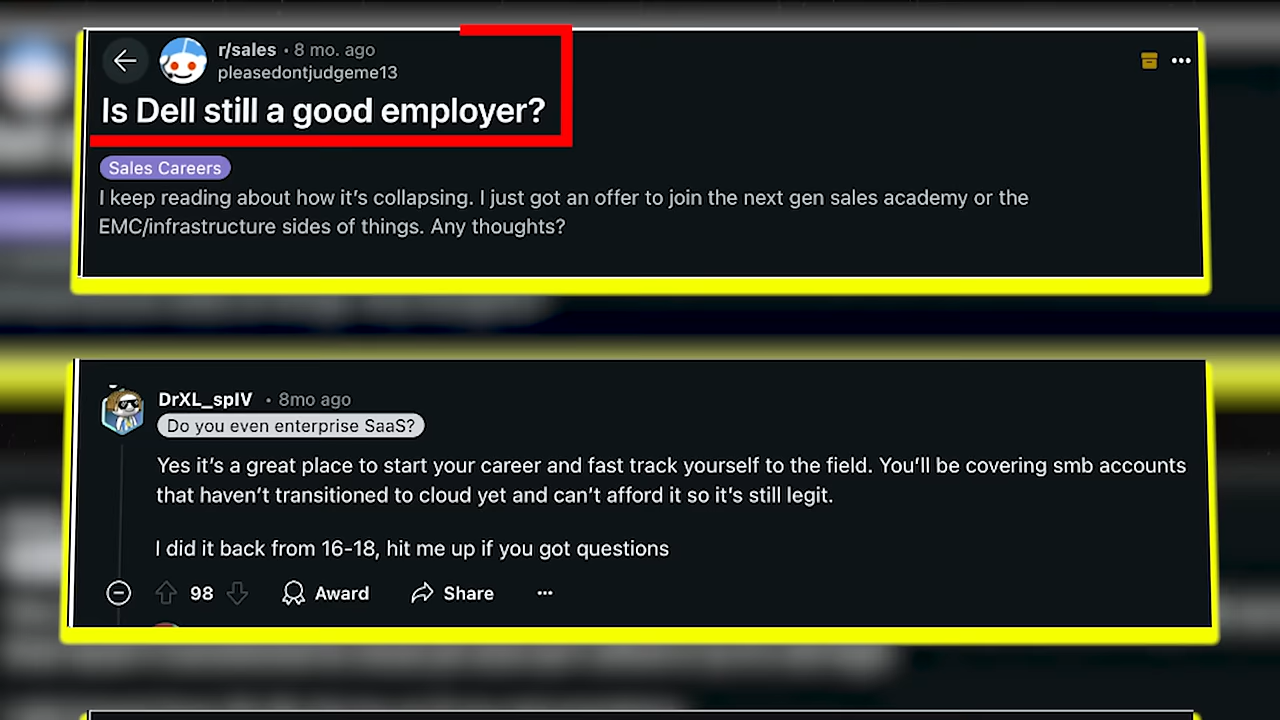 r/sales • 8 mo. ago
pleasedontjudgeme13
Is Dell still a good employer?
Sales Careers
I keep reading about how it’s collapsing. I just got an offer to join the next gen sales academy or the
EMC/infrastructure sides of things. Any thoughts?
DrXL_spIV • 8mo ago
Do you even enterprise SaaS?
Yes it’s a great place to start your career and fast track yourself to the field. You’ll be covering smb accounts
that haven’t transitioned to cloud yet and can’t afford it so it’s still legit.
I did it back from 16-18, hit me up if you got questions
98 Award Share